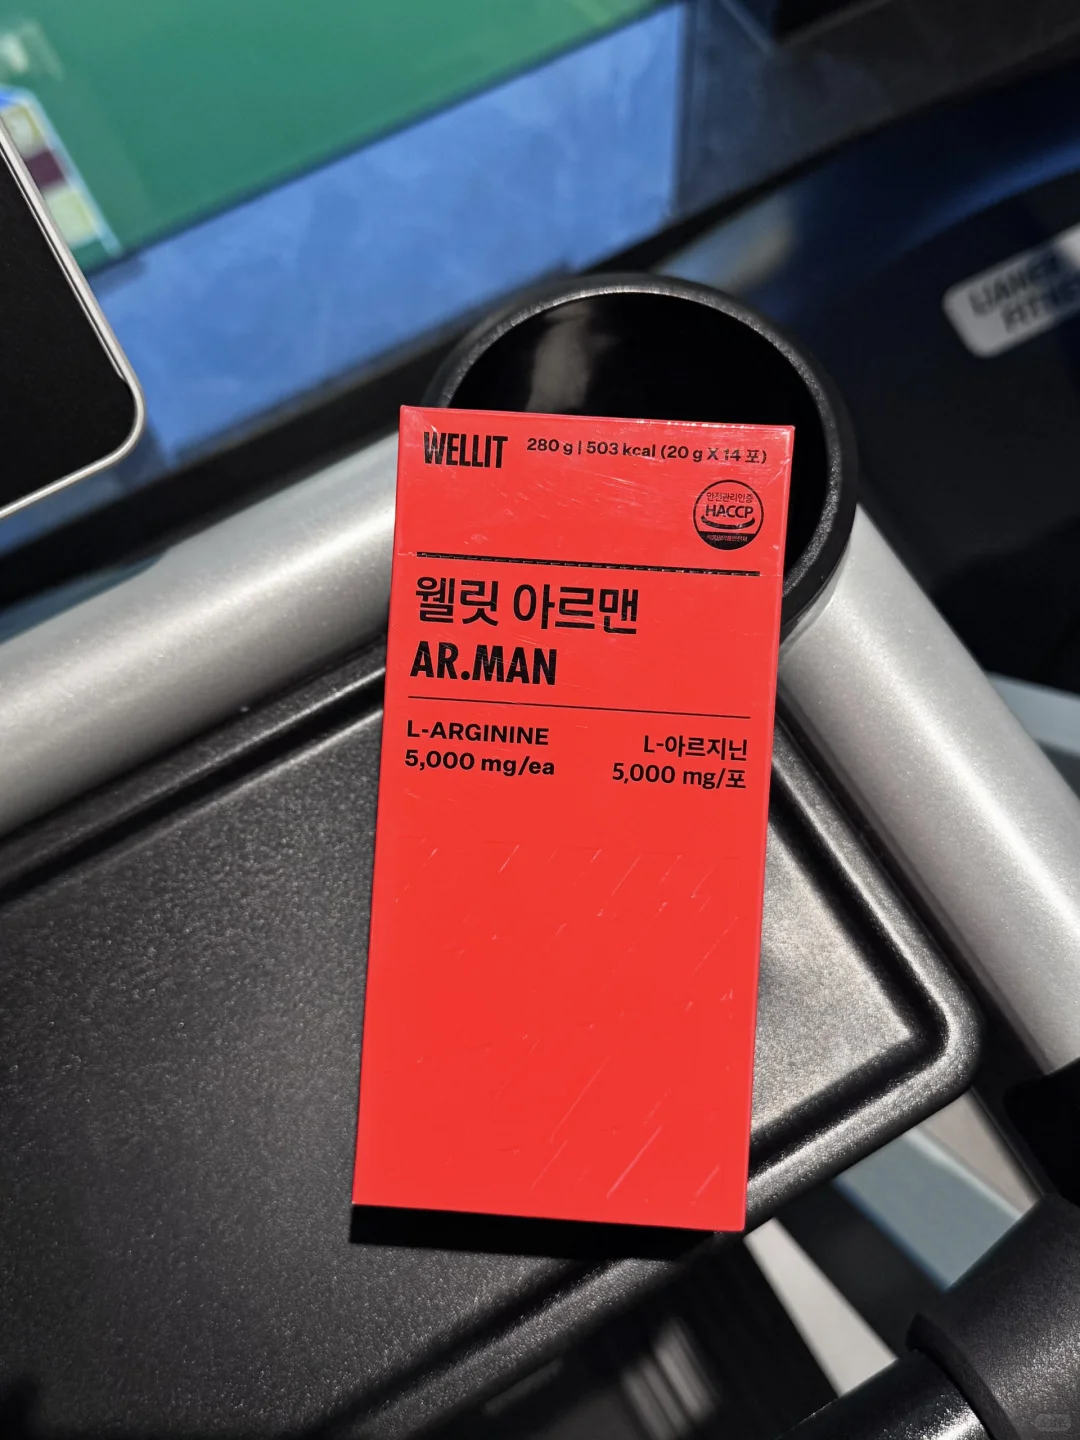 WELLIT
280 g | 503 kcal (20 g X 14 포)
안전관리인증
HACCP
웰릿 아르맨
AR.MAN
L-ARGININE
5,000 mg/ea
L-아르지닌
5,000 mg/포